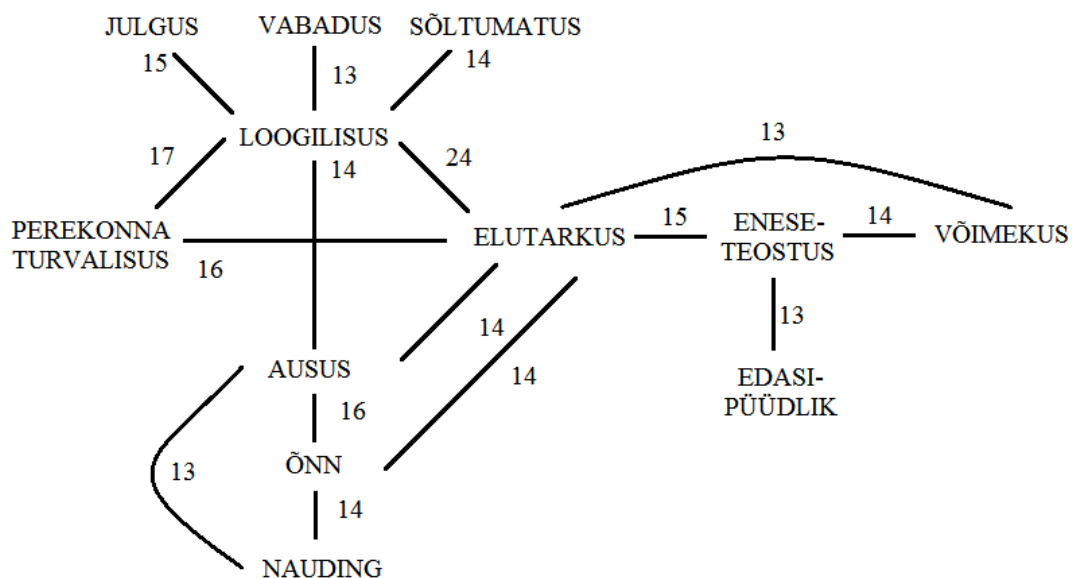 JULGUS VABADUS SÕLTUMATUS
15 13 14
LOOGILISUS
17 14 24 13
PEREKONNA
TURVALISUS
16
ELUTARKUS
15
ENESE-
TEOSTUS
14
VÕIMEKUS
14
13
AUSUS
14
EDASI-
PÜÜDLIK
16
ÕNN
13
14
NAUDING